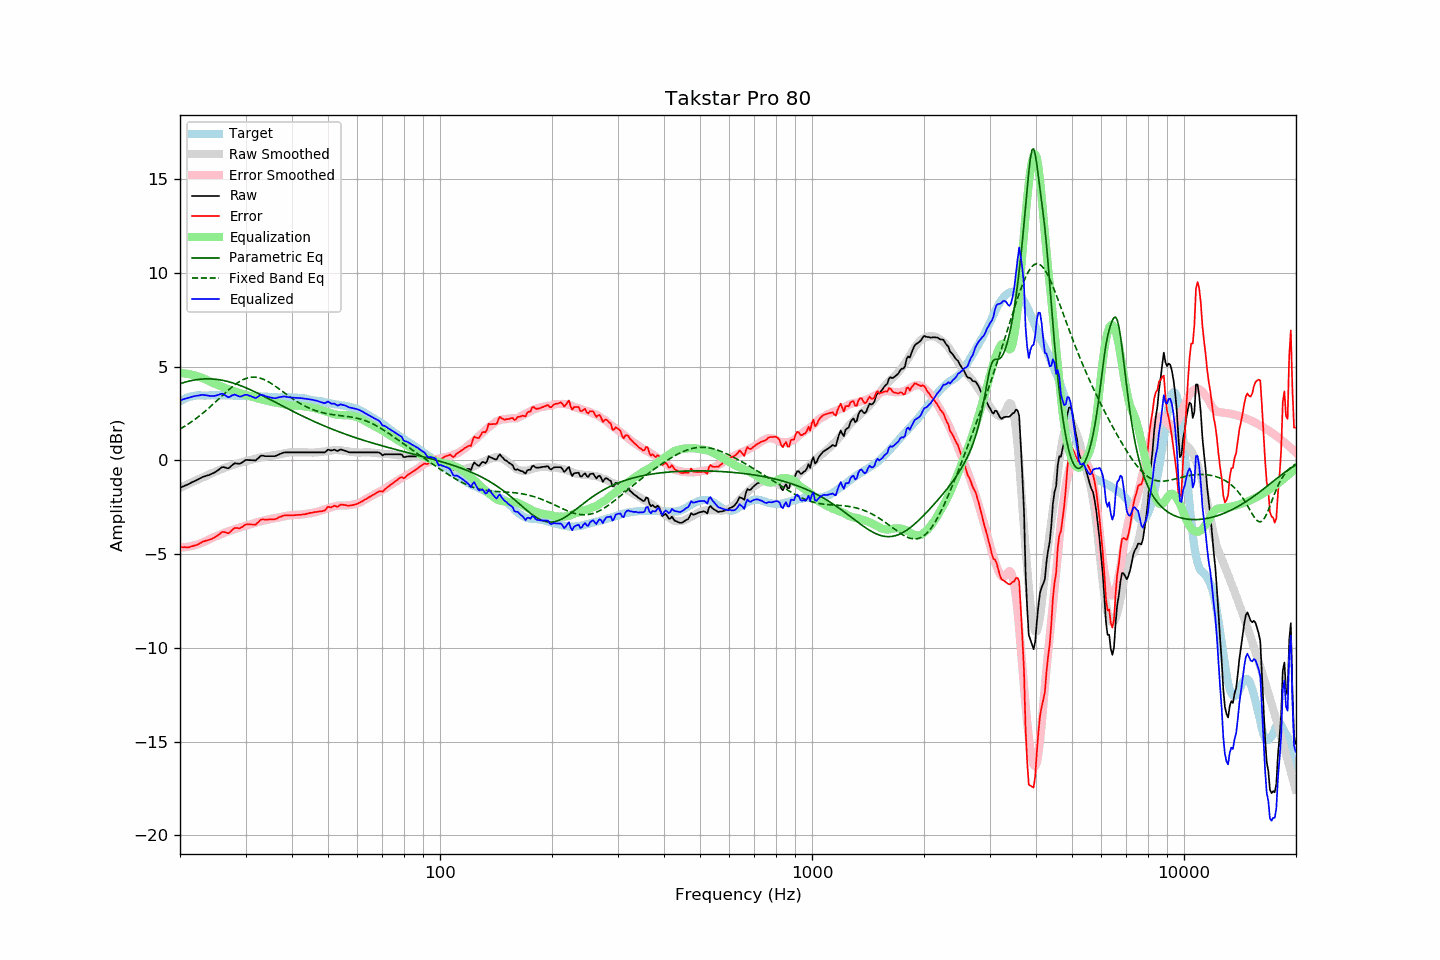 Takstar Pro 80
Target
Raw Smoothed
Error Smoothed
Raw
Error
Equalization
Parametric Eq
Fixed Band Eq
Equalized
15
10
5
0
−5
−10
−15
−20
Amplitude (dBr)
100
1000
10000
Frequency (Hz)